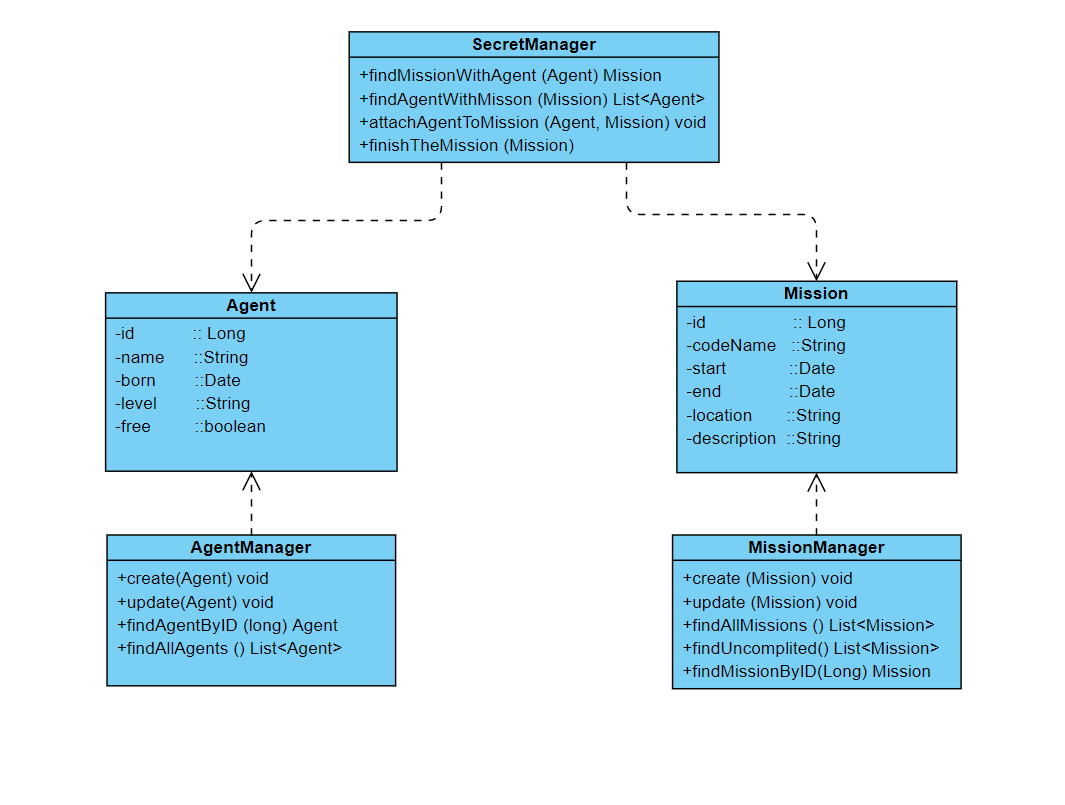 SecretManager
+findMissionWithAgent (Agent) Mission
+findAgentWithMisson (Mission) List<Agent>
+attachAgentToMission (Agent, Mission) void
+finishTheMission (Mission)
Agent
-id :: Long
-name ::String
-born ::Date
-level ::String
-free ::boolean
Mission
-id :: Long
-codeName ::String
-start ::Date
-end ::Date
-location ::String
-description ::String
AgentManager
+create(Agent) void
+update(Agent) void
+findAgentByID (long) Agent
+findAllAgents () List<Agent>
MissionManager
+create (Mission) void
+update (Mission) void
+findAllMissions () List<Mission>
+findUncomplited() List<Mission>
+findMissionByID(Long) Mission